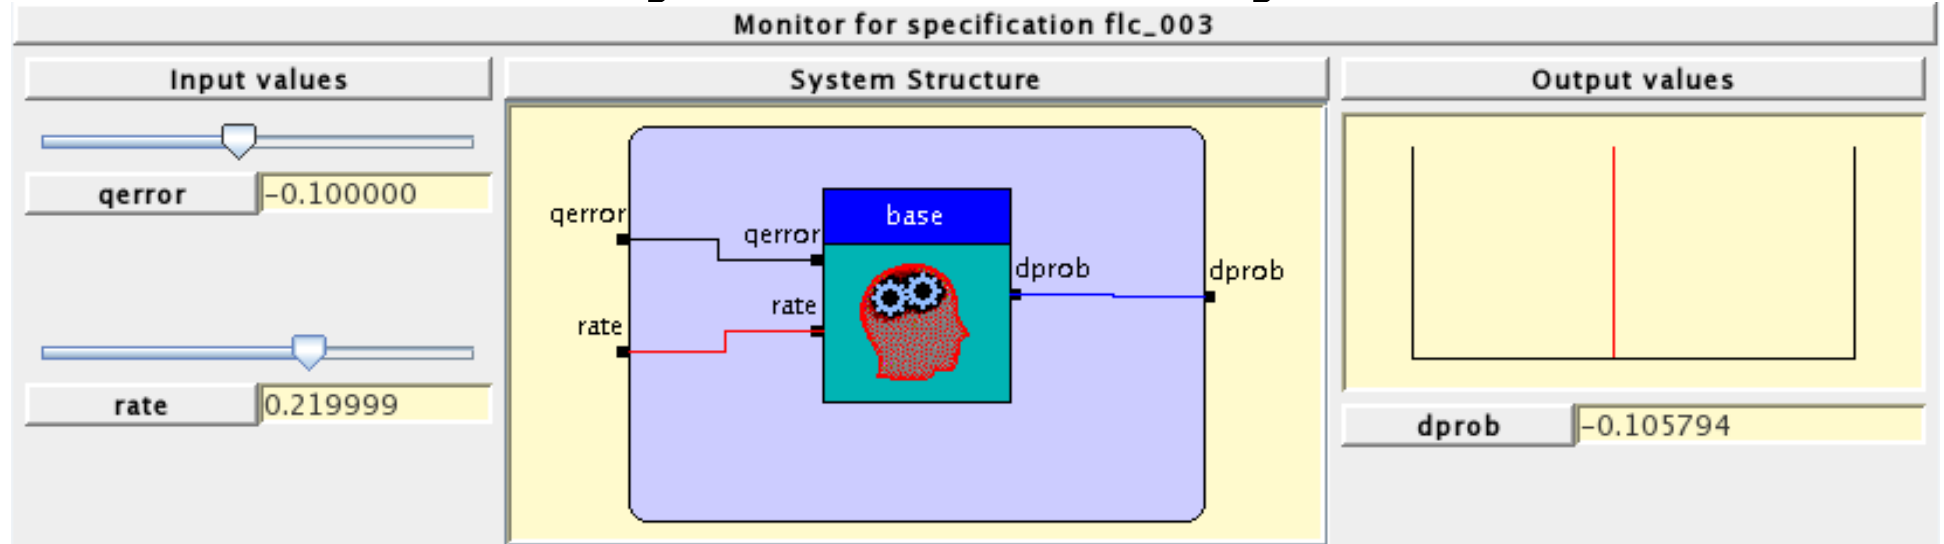 Monitor for specification flc_003
Input values
System Structure
Output values
qerror
-0.100000
rate
0.219999
qerror
qerror
base
rate
rate
dprob
dprob
dprob
-0.105794